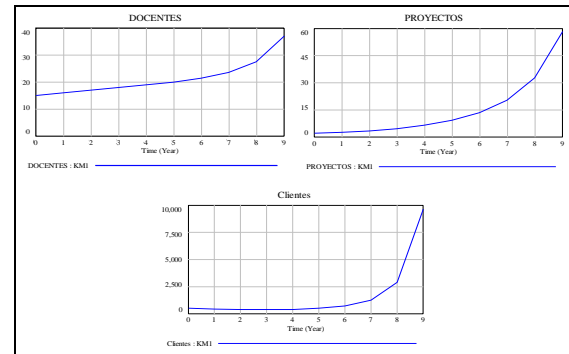 DOCENTES
40
30
20
10
0
0 1 2 3 4 5 6 7 8 9
Time (Year)
DOCENTES : KM1
PROYECTOS
60
45
30
15
0
0 1 2 3 4 5 6 7 8 9
Time (Year)
PROYECTOS : KM1
Clientes
10,000
7,500
5,000
2,500
0
0 1 2 3 4 5 6 7 8 9
Time (Year)
Clientes : KM1